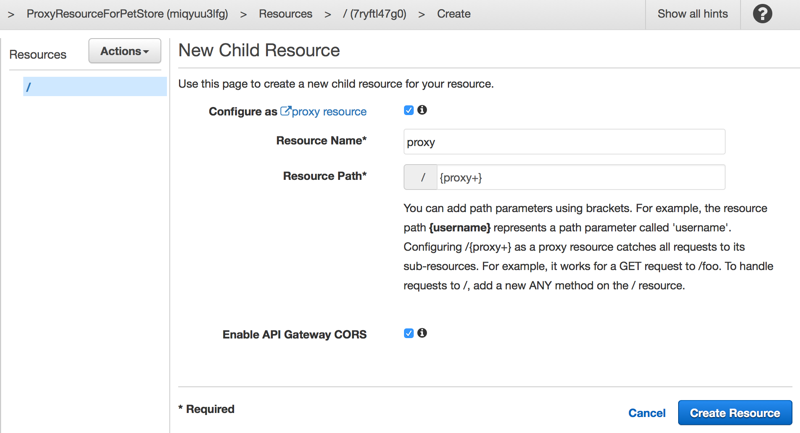 > ProxyResourceForPetStore (miqyuu3lfg) > Resources > / (7ryftl47g0) > Create Show all hints ?
Resources Actions
/
New Child Resource
Use this page to create a new child resource for your resource.
Configure as proxy resource
Resource Name* proxy
Resource Path* / {proxy+}
You can add path parameters using brackets. For example, the resource
path {username} represents a path parameter called 'username'.
Configuring /{proxy+} as a proxy resource catches all requests to its
sub-resources. For example, it works for a GET request to /foo. To handle
requests to /, add a new ANY method on the / resource.
Enable API Gateway CORS
* Required Cancel Create Resource